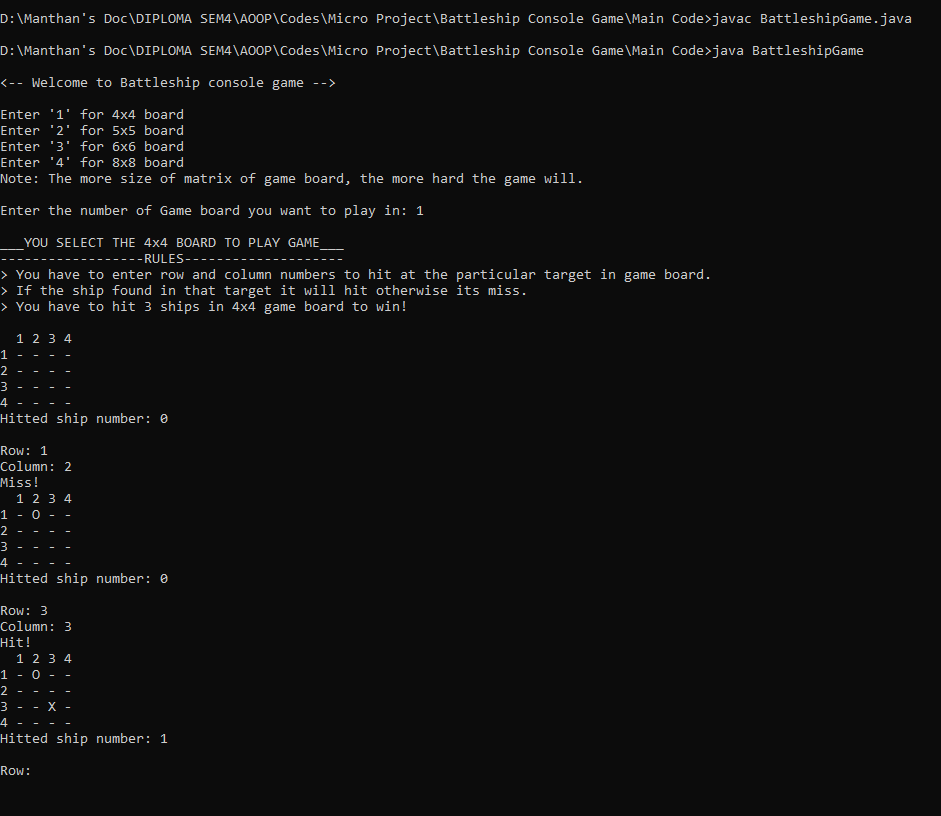 D:\Manthan's Doc\DIPLOMA SEM4\AOOP\Codes\Micro Project\Battleship Console Game\Main Code>javac BattleshipGame.java
D:\Manthan's Doc\DIPLOMA SEM4\AOOP\Codes\Micro Project\Battleship Console Game\Main Code>java BattleshipGame
<-- Welcome to Battleship console game -->
Enter '1' for 4x4 board
Enter '2' for 5x5 board
Enter '3' for 6x6 board
Enter '4' for 8x8 board
Note: The more size of matrix of game board, the more hard the game will.
Enter the number of Game board you want to play in: 1
___YOU SELECT THE 4x4 BOARD TO PLAY GAME___
------------------RULES--------------------
> You have to enter row and column numbers to hit at the particular target in game board.
> If the ship found in that target it will hit otherwise its miss.
> You have to hit 3 ships in 4x4 game board to win!
  1 2 3 4
1 - - - -
2 - - - -
3 - - - -
4 - - - -
Hitted ship number: 0
Row: 1
Column: 2
Miss!
  1 2 3 4
1 - O - -
2 - - - -
3 - - - -
4 - - - -
Hitted ship number: 0
Row: 3
Column: 3
Hit!
  1 2 3 4
1 - O - -
2 - - - -
3 - - X -
4 - - - -
Hitted ship number: 1
Row: